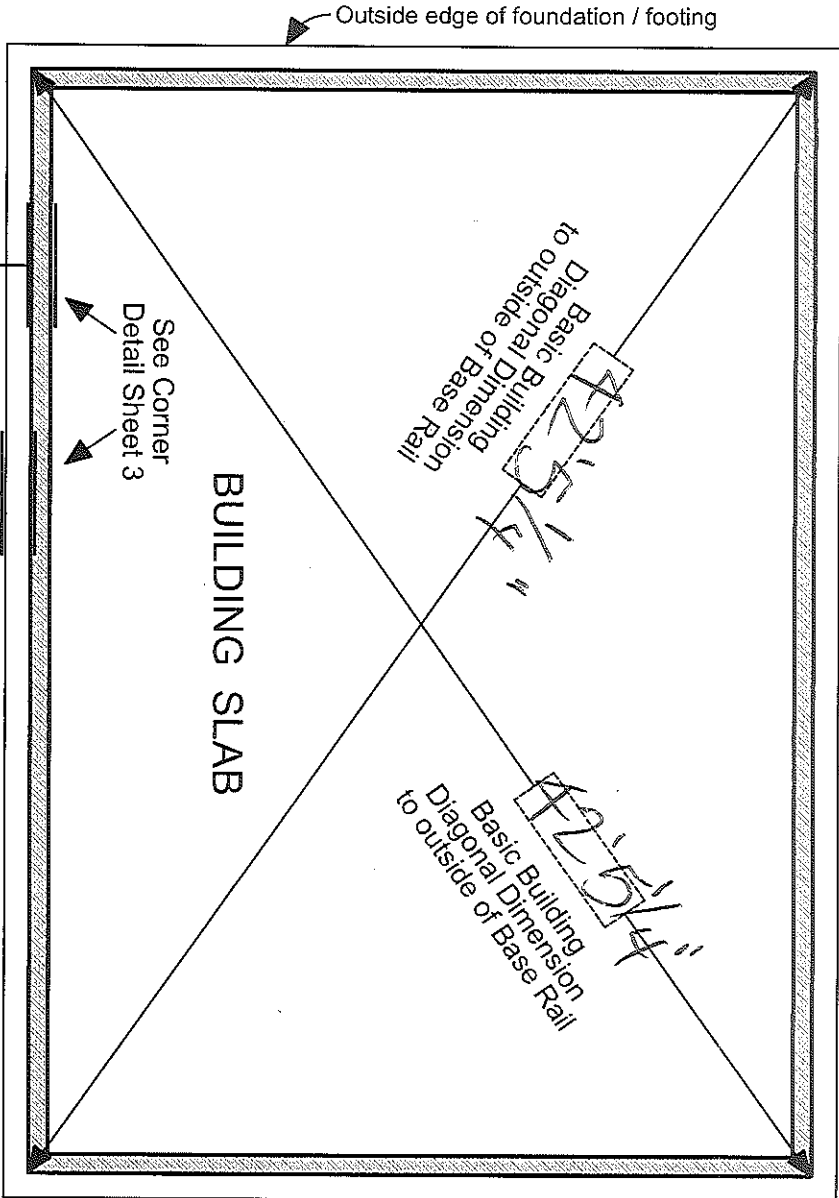 Outside edge of foundation / footing
42' 5 1/4"
Basic Building
Diagonal Dimension
to outside of Base Rail
42' 5 1/4"
Basic Building
Diagonal Dimension
to outside of Base Rail
See Corner
Detail Sheet 3
BUILDING SLAB